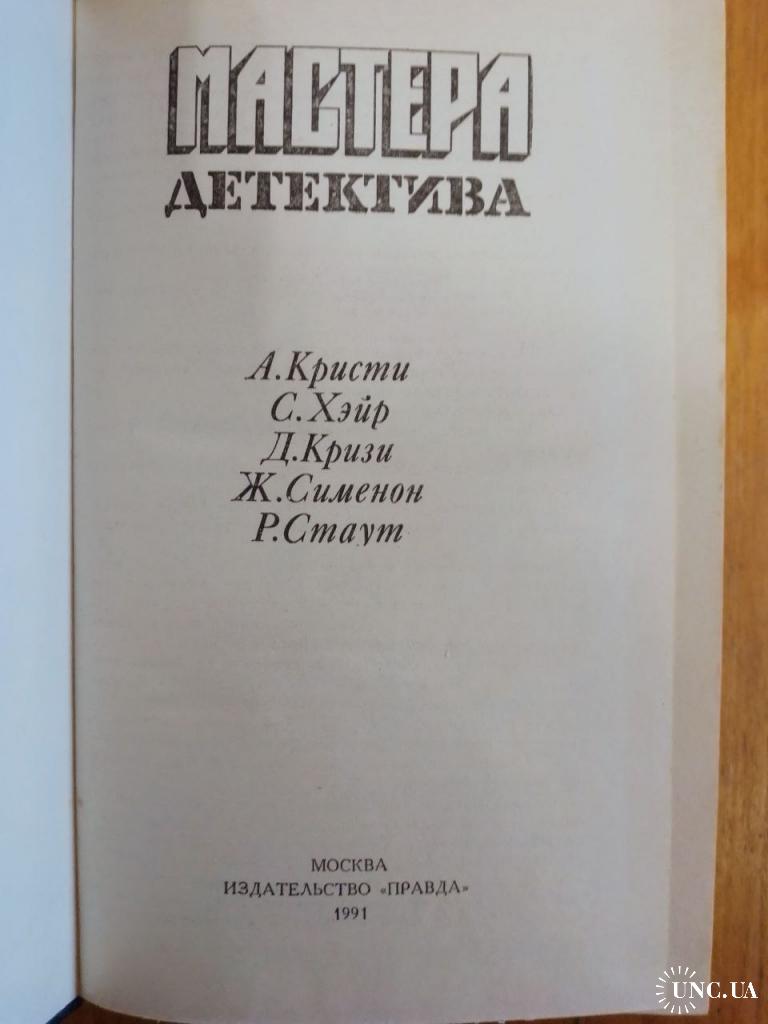 МАСТЕРА
ДЕТЕКТИВА
А.Кристи
С.Хэйр
Д.Кризи
Ж.Сименон
Р.Стаут
МОСКВА
ИЗДАТЕЛЬСТВО «ПРАВДА»
1991
UNC.UA